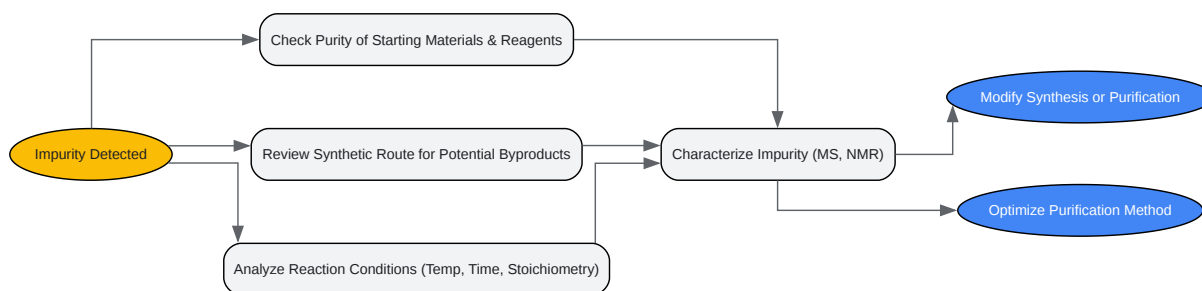 Check Purity of Starting Materials & Reagents
Modify Synthesis or Purification
Impurity Detected
Review Synthetic Route for Potential Byproducts
Characterize Impurity (MS, NMR)
Optimize Purification Method
Analyze Reaction Conditions (Temp, Time, Stoichiometry)